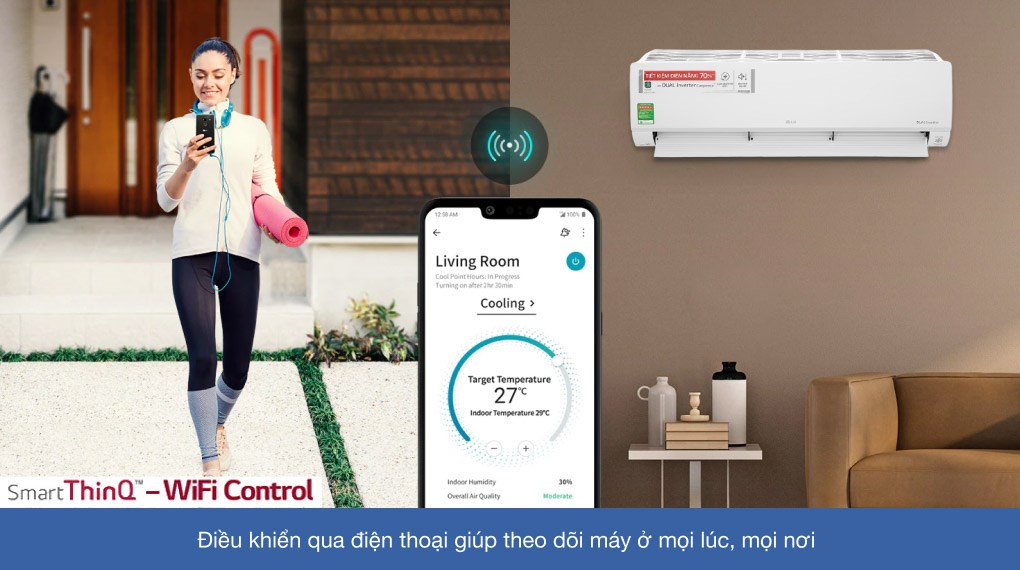 TIẾT KIỆM ĐIỆN NĂNG 70%
DUAL Inverter Compressor
LG
12:38 AM
100%
Living Room
Cool Point Hours: In Progress
Turning on after 2hr 30min
Cooling >
Target Temperature
27℃
Indoor Temperature 29℃
− +
Indoor Humidity 30%
Overall Air Quality Moderate
SmartThinQ™ – WiFi Control
Điều khiển qua điện thoại giúp theo dõi máy ở mọi lúc, mọi nơi